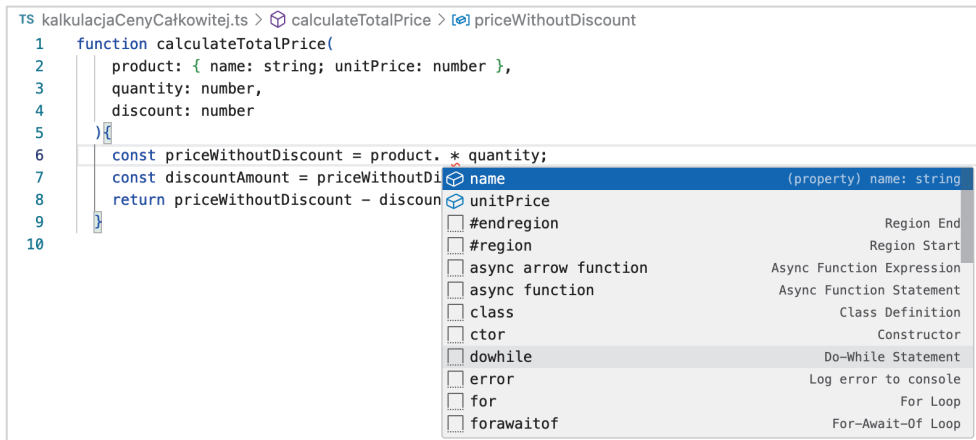 TS kalkulacjaCenyCałkowitej.ts > calculateTotalPrice > priceWithoutDiscount
1 function calculateTotalPrice(
2 product: { name: string; unitPrice: number },
3 quantity: number,
4 discount: number
5 ){
6 const priceWithoutDiscount = product. * quantity;
7 const discountAmount = priceWithoutDi
8 return priceWithoutDiscount - discoun
9 }
10
name (property) name: string
unitPrice
#endregion Region End
#region Region Start
async arrow function Async Function Expression
async function Async Function Statement
class Class Definition
ctor Constructor
dowhile Do-While Statement
error Log error to console
for For Loop
forawaitof For-Await-Of Loop